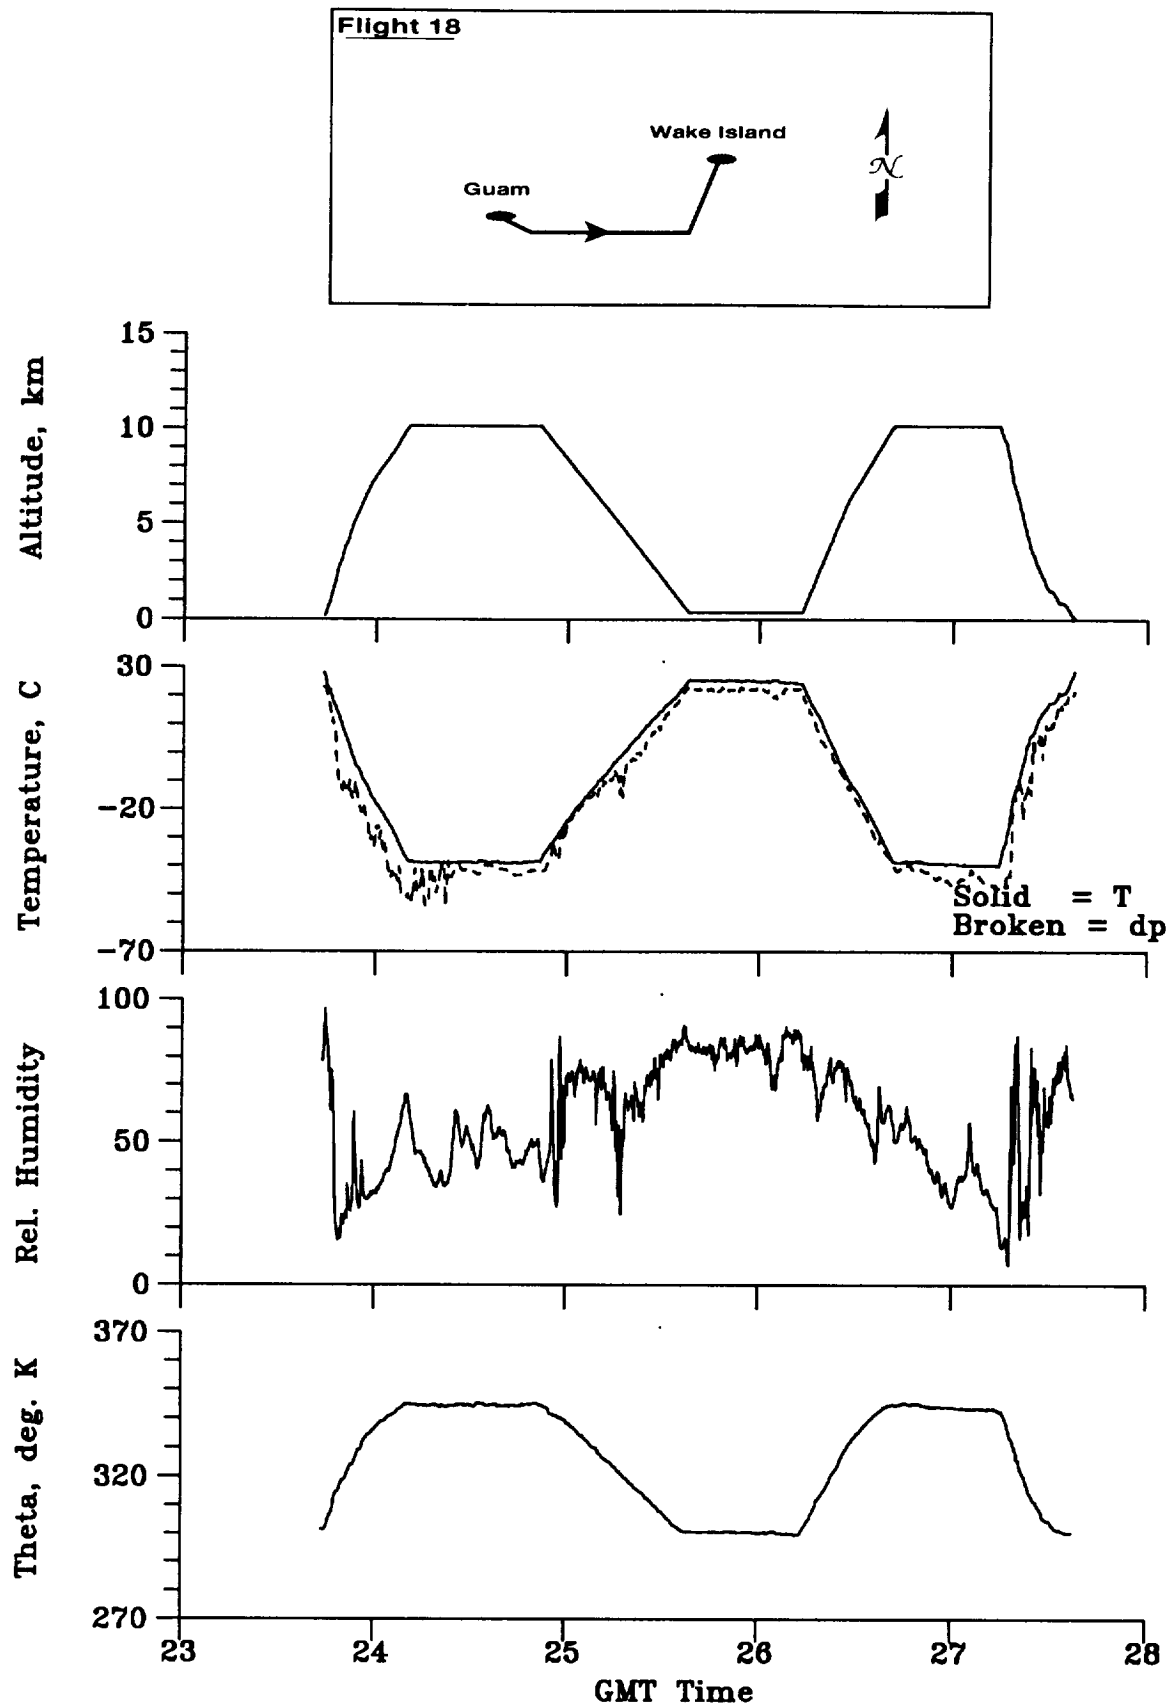 Flight 18
Wake Island
Guam
N
15
10
5
0
Altitude, km
30
-20
-70
Temperature, C
Solid = T
Broken = dp
100
50
0
Rel. Humidity
370
320
270
Theta, deg. K
23 24 25 26 27 28
GMT Time